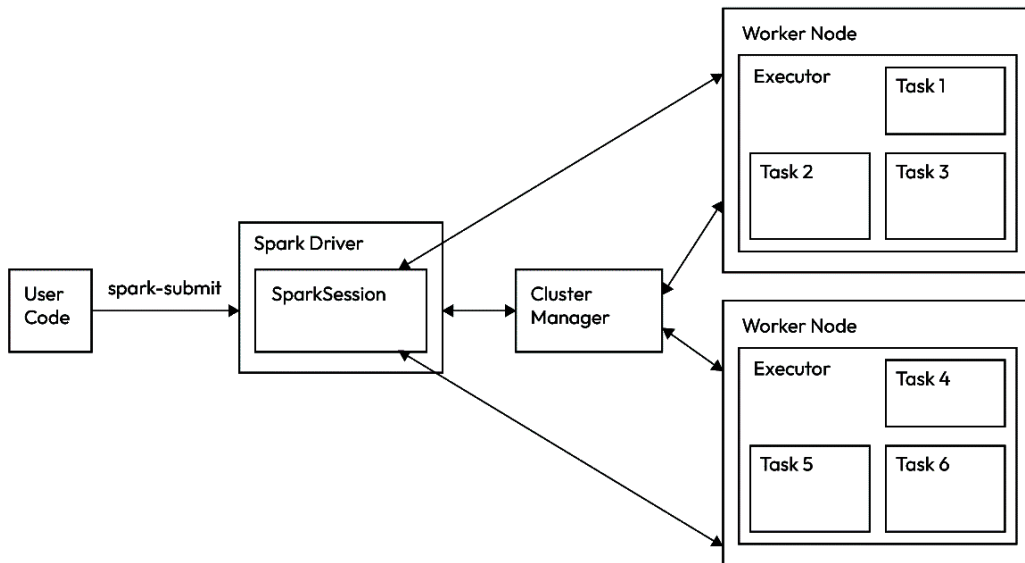 User
Code
spark-submit
Spark Driver
SparkSession
Cluster
Manager
Worker Node
Executor
Task 1
Task 2
Task 3
Worker Node
Executor
Task 4
Task 5
Task 6